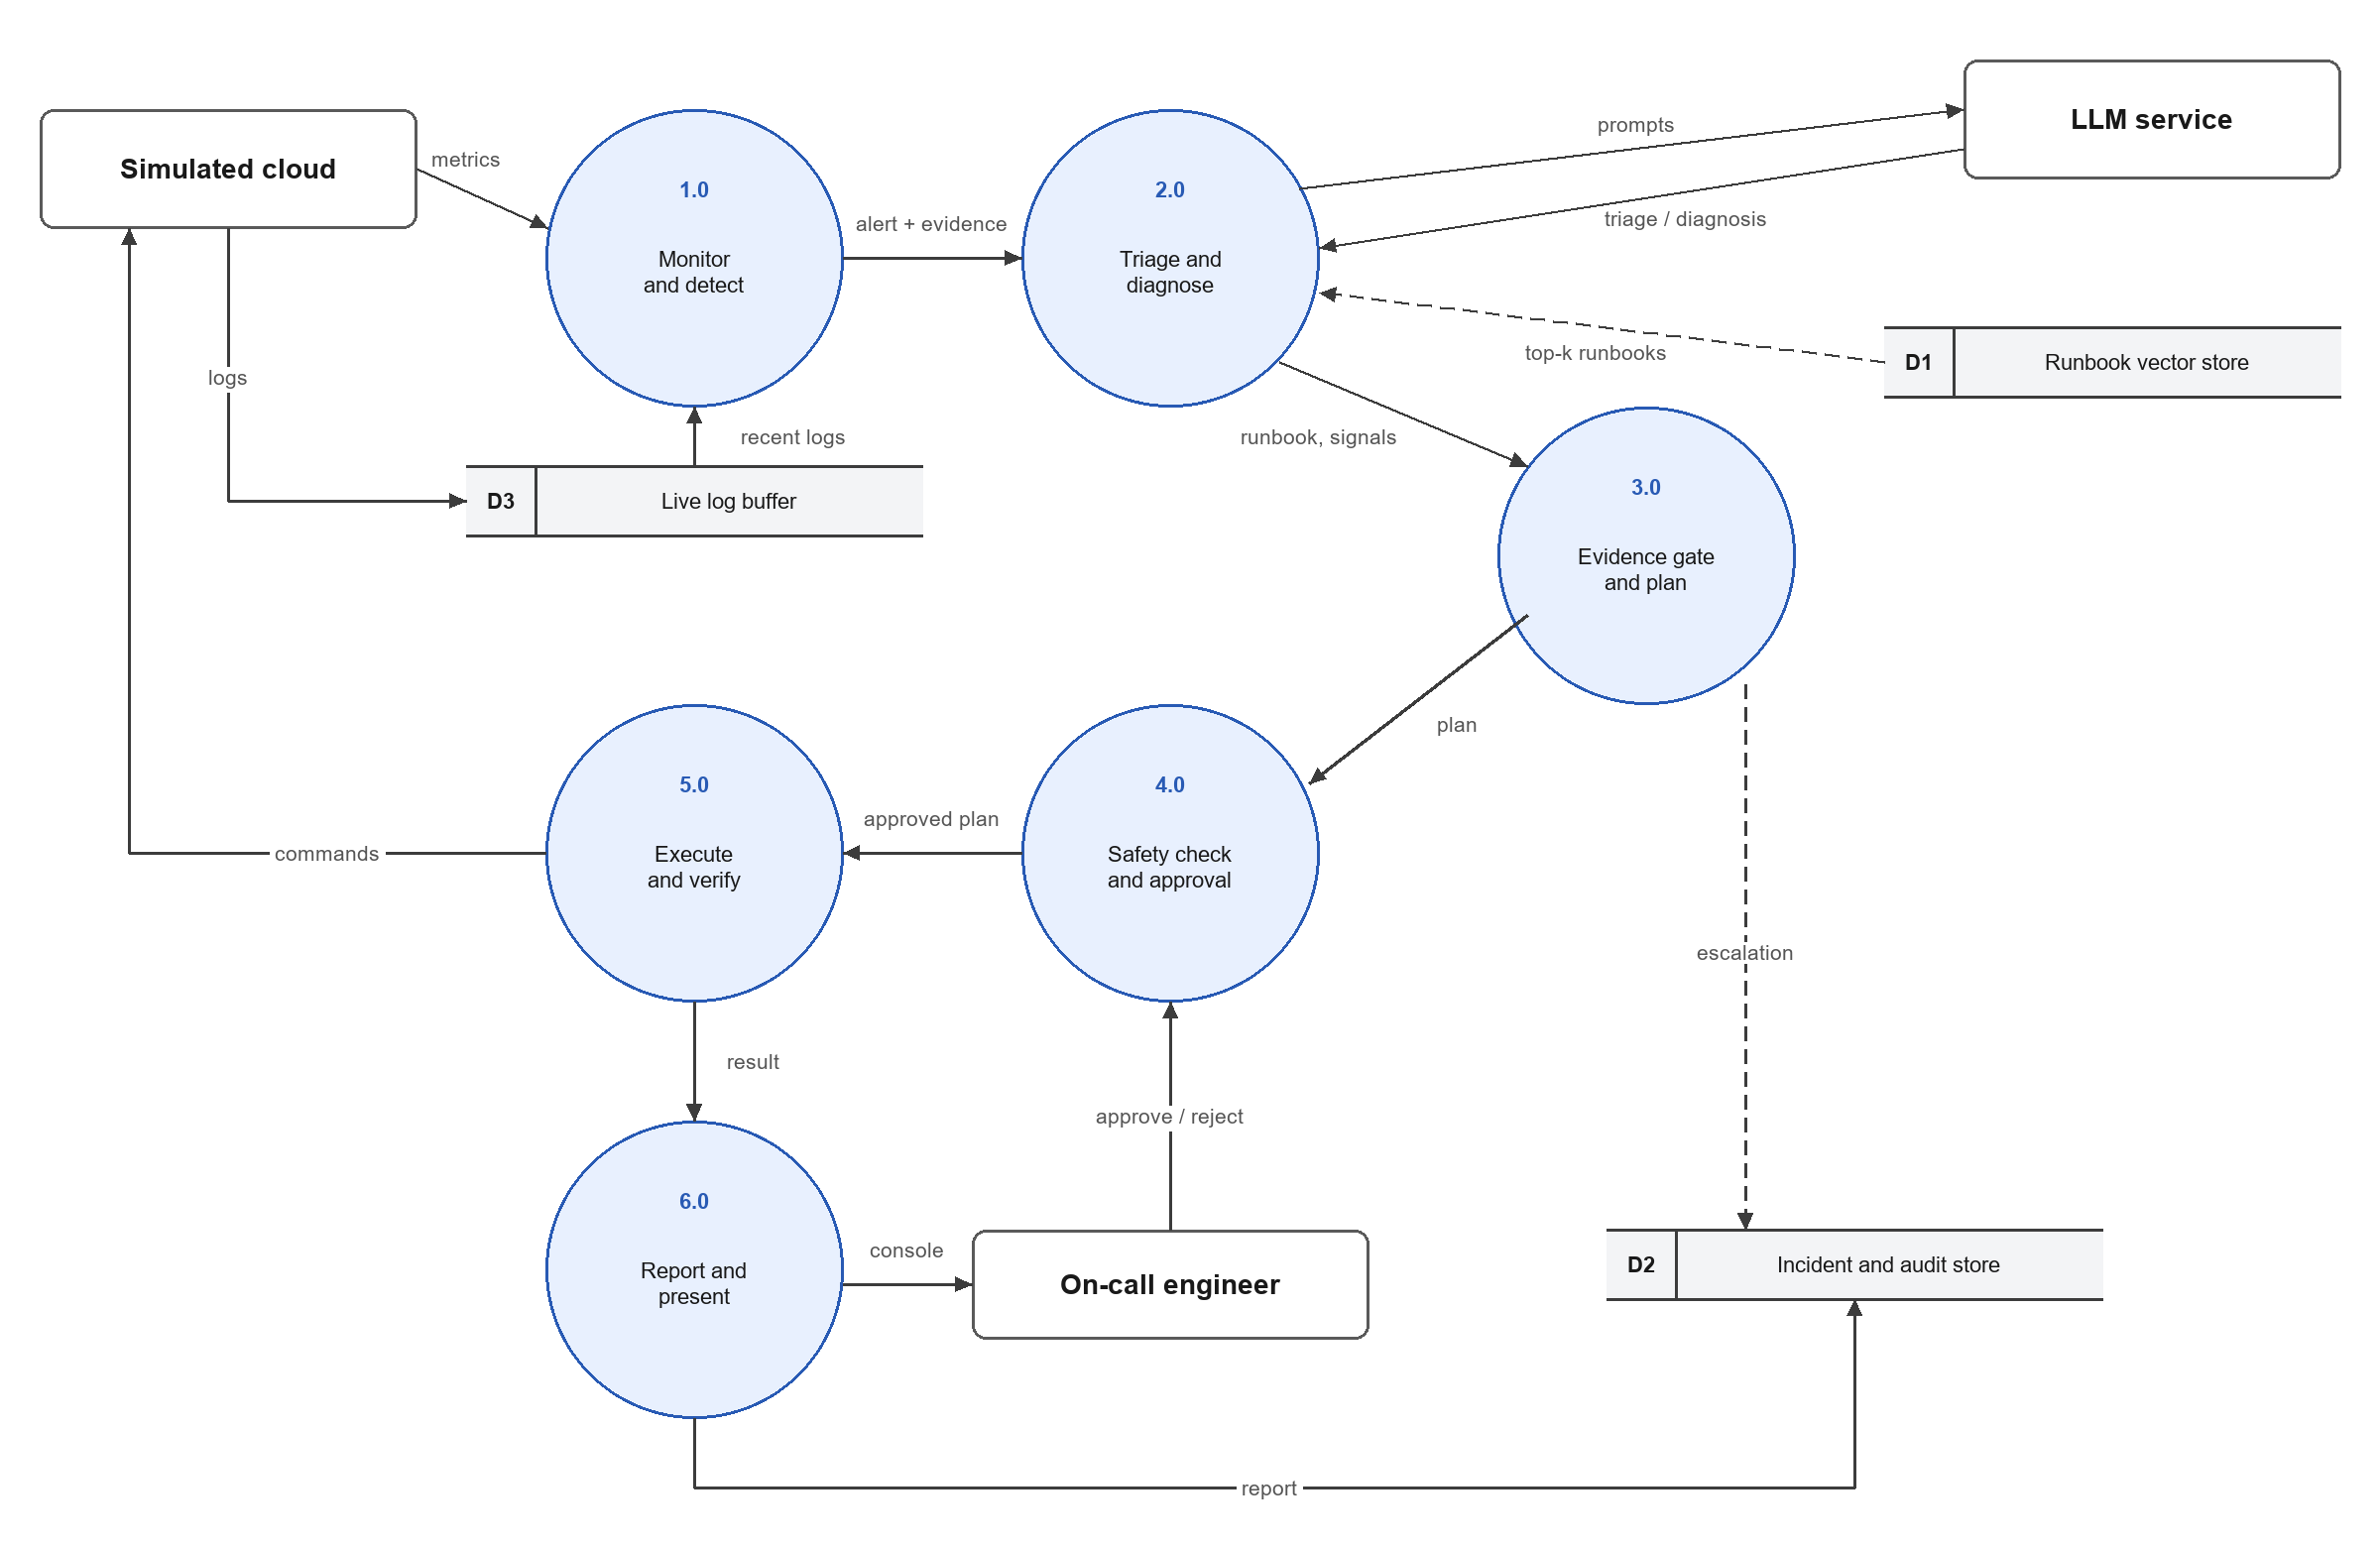 LLM service
prompts
Simulated cloud
metrics
1.0
Monitor
and detect
alert + evidence
2.0
Triage and
diagnose
triage / diagnosis
top-k runbooks
D1
Runbook vector store
logs
recent logs
D3
Live log buffer
runbook, signals
3.0
Evidence gate
and plan
plan
5.0
Execute
and verify
approved plan
4.0
Safety check
and approval
commands
escalation
result
approve / reject
6.0
Report and
present
console
On-call engineer
D2
Incident and audit store
report